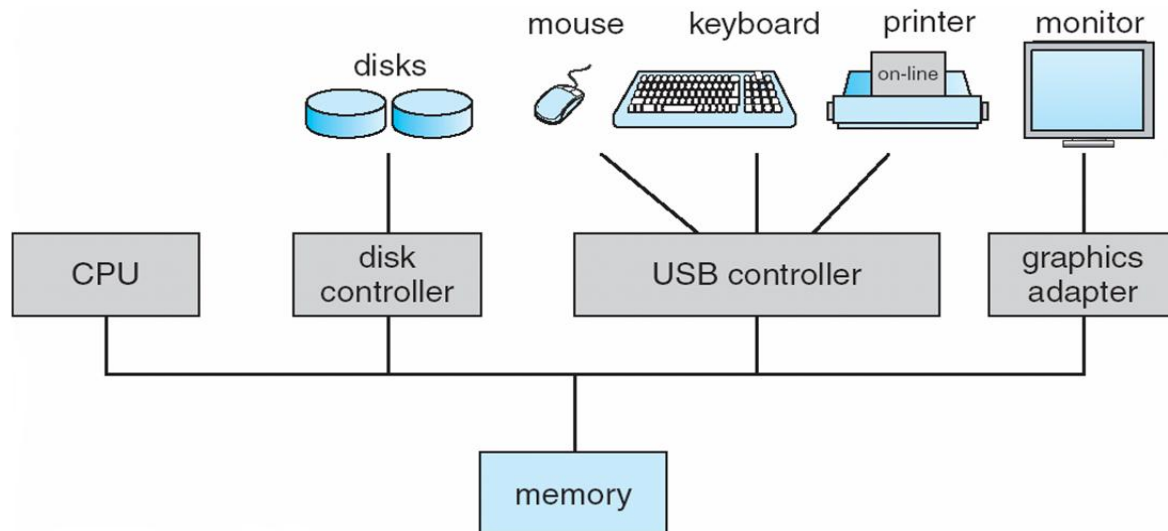 mouse
keyboard
printer
monitor
disks
on-line
CPU
disk
controller
USB controller
graphics
adapter
memory